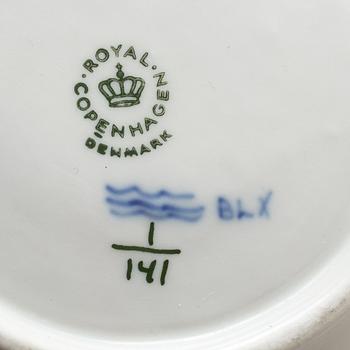 ROYAL COPENHAGEN
DENMARK
BLX
1
141